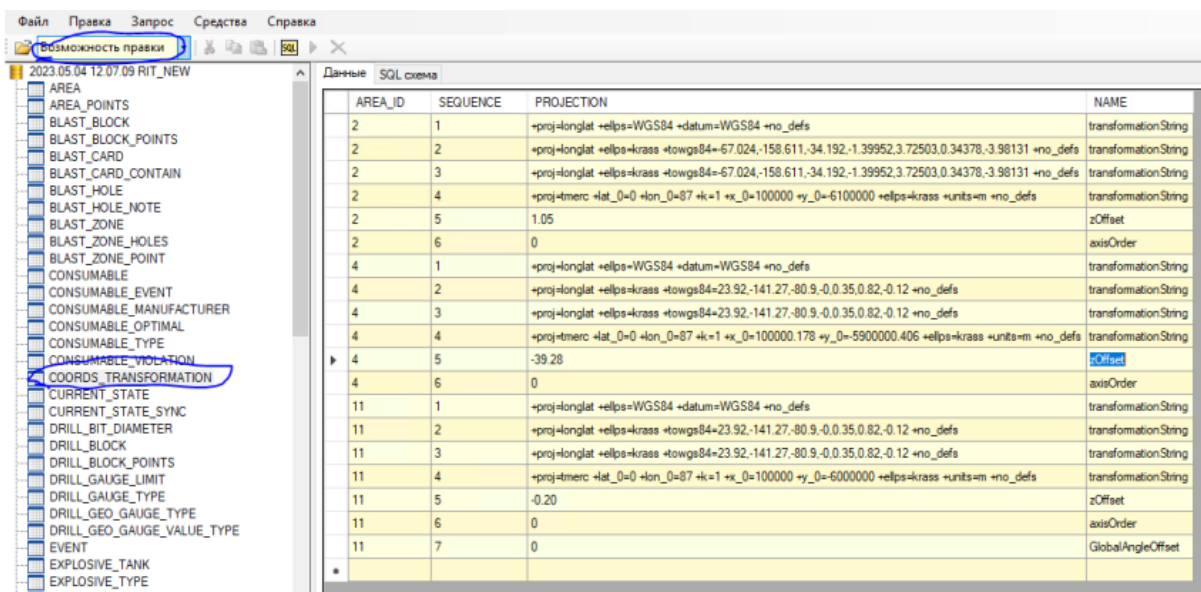 Файл Правка Запрос Средства Справка
Возможность правки SQL
2023.05.04 12.07.09 RIT_NEW
AREA
AREA_POINTS
BLAST_BLOCK
BLAST_BLOCK_POINTS
BLAST_CARD
BLAST_CARD_CONTAIN
BLAST_HOLE
BLAST_HOLE_NOTE
BLAST_ZONE
BLAST_ZONE_HOLES
BLAST_ZONE_POINT
CONSUMABLE
CONSUMABLE_EVENT
CONSUMABLE_MANUFACTURER
CONSUMABLE_OPTIMAL
CONSUMABLE_TYPE
CONSUMABLE_VIOLATION
COORDS_TRANSFORMATION
CURRENT_STATE
CURRENT_STATE_SYNC
DRILL_BIT_DIAMETER
DRILL_BLOCK
DRILL_BLOCK_POINTS
DRILL_GAUGE_LIMIT
DRILL_GAUGE_TYPE
DRILL_GEO_GAUGE_TYPE
DRILL_GEO_GAUGE_VALUE_TYPE
EVENT
EXPLOSIVE_TANK
EXPLOSIVE_TYPE
Данные SQL схема
AREA_ID SEQUENCE PROJECTION NAME
2 1 +proj=longlat +ellps=WGS84 +datum=WGS84 +no_defs transformationString
2 2 +proj=longlat +ellps=krass +towgs84=-67.024,-158.611,-34.192,-1.39952,3.72503,0.34378,-3.98131 +no_defs transformationString
2 3 +proj=longlat +ellps=krass +towgs84=-67.024,-158.611,-34.192,-1.39952,3.72503,0.34378,-3.98131 +no_defs transformationString
2 4 +proj=tmerc +lat_0=0 +lon_0=87 +k=1 +x_0=100000 +y_0=-6100000 +ellps=krass +units=m +no_defs transformationString
2 5 1.05 zOffset
2 6 0 axisOrder
4 1 +proj=longlat +ellps=WGS84 +datum=WGS84 +no_defs transformationString
4 2 +proj=longlat +ellps=krass +towgs84=23.92,-141.27,-80.9,-0,0.35,0.82,-0.12 +no_defs transformationString
4 3 +proj=longlat +ellps=krass +towgs84=23.92,-141.27,-80.9,-0,0.35,0.82,-0.12 +no_defs transformationString
4 4 +proj=tmerc +lat_0=0 +lon_0=87 +k=1 +x_0=100000.178 +y_0=-5900000.406 +ellps=krass +units=m +no_defs transformationString
4 5 -39.28 zOffset
4 6 0 axisOrder
11 1 +proj=longlat +ellps=WGS84 +datum=WGS84 +no_defs transformationString
11 2 +proj=longlat +ellps=krass +towgs84=23.92,-141.27,-80.9,-0,0.35,0.82,-0.12 +no_defs transformationString
11 3 +proj=longlat +ellps=krass +towgs84=23.92,-141.27,-80.9,-0,0.35,0.82,-0.12 +no_defs transformationString
11 4 +proj=tmerc +lat_0=0 +lon_0=87 +k=1 +x_0=100000 +y_0=-6000000 +ellps=krass +units=m +no_defs transformationString
11 5 -0.20 zOffset
11 6 0 axisOrder
11 7 0 GlobalAngleOffset